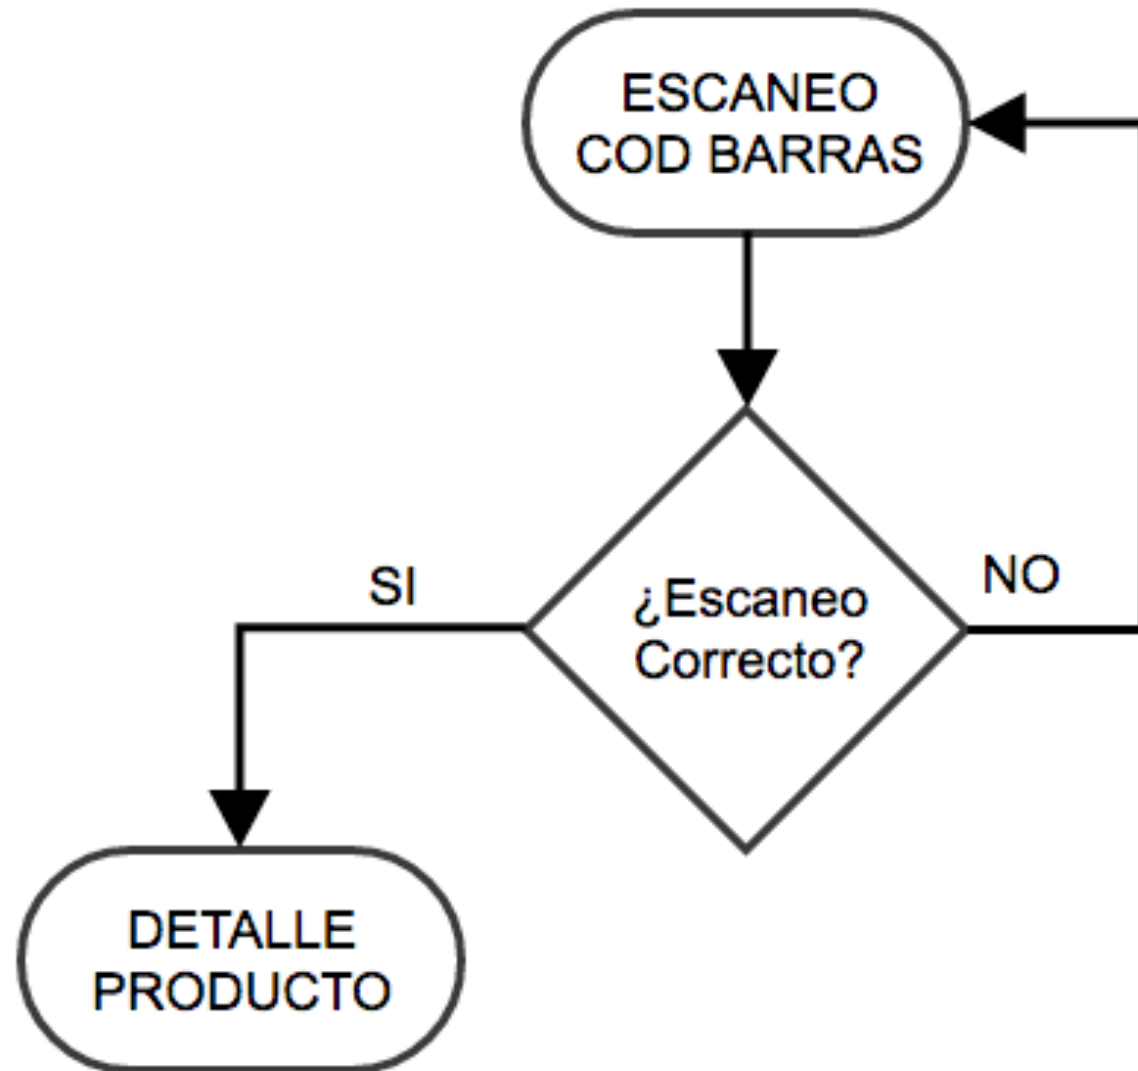 ESCANEO
COD BARRAS
SI
NO
¿Escaneo
Correcto?
DETALLE
PRODUCTO